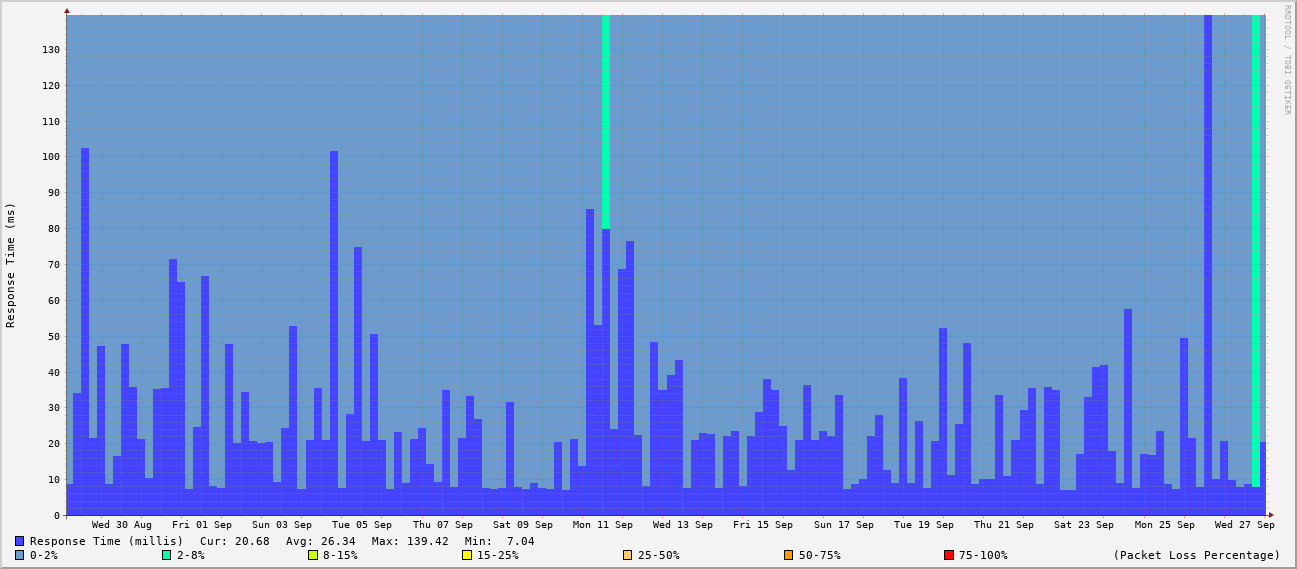 RRDTOOL / TOBI OETIKER
Response Time (ms)
130
120
110
100
90
80
70
60
50
40
30
20
10
0
Wed 30 Aug Fri 01 Sep Sun 03 Sep Tue 05 Sep Thu 07 Sep Sat 09 Sep Mon 11 Sep Wed 13 Sep Fri 15 Sep Sun 17 Sep Tue 19 Sep Thu 21 Sep Sat 23 Sep Mon 25 Sep Wed 27 Sep
Response Time (millis) Cur: 20.68 Avg: 26.34 Max: 139.42 Min: 7.04
0-2% 2-8% 8-15% 15-25% 25-50% 50-75% 75-100% (Packet Loss Percentage)